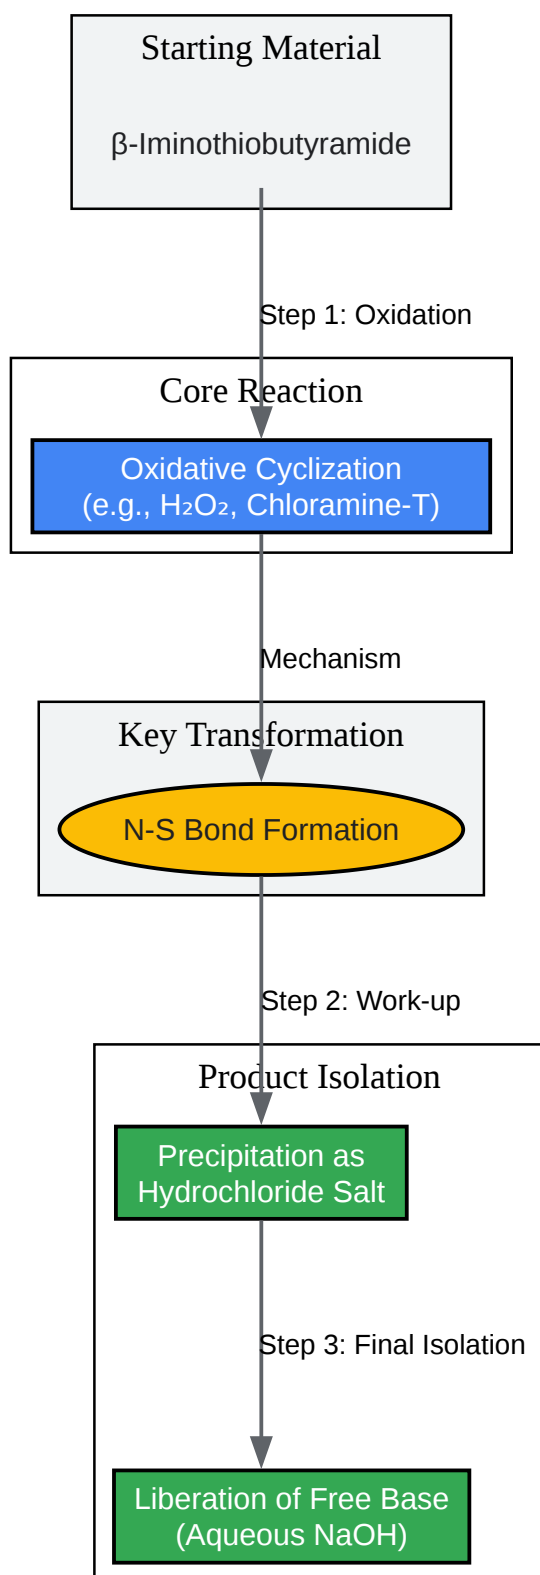 Starting Material
β-Iminothiobutyramide
Step 1: Oxidation
Core Reaction
Oxidative Cyclization
(e.g., H₂O₂, Chloramine-T)
Mechanism
Key Transformation
N-S Bond Formation
Step 2: Work-up
Product Isolation
Precipitation as
Hydrochloride Salt
Step 3: Final Isolation
Liberation of Free Base
(Aqueous NaOH)